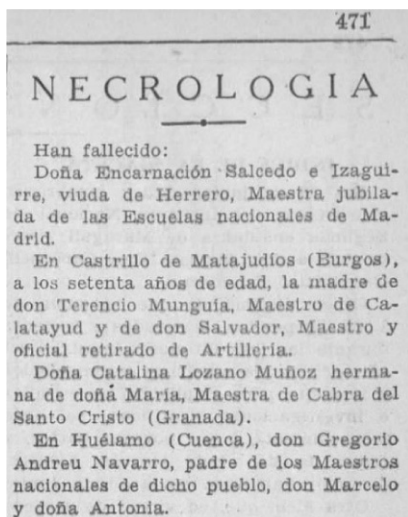 471
NECROLOGIA
Han fallecido:
Doña Encarnación Salcedo e Izagui-
rre, viuda de Herrero, Maestra jubila-
da de las Escuelas nacionales de Ma-
drid.
En Castrillo de Matajudíos (Burgos),
a los setenta años de edad, la madre de
don Terencio Munguía, Maestro de Ca-
latayud y de don Salvador, Maestro y
oficial retirado de Artillería.
Doña Catalina Lozano Muñoz herma-
na de doñá María, Maestra de Cabra del
Santo Cristo (Granada).
En Huélamo (Cuenca), don Gregorio
Andreu Navarro, padre de los Maestros
nacionales de dicho pueblo, don Marcelo
y doña Antonia.